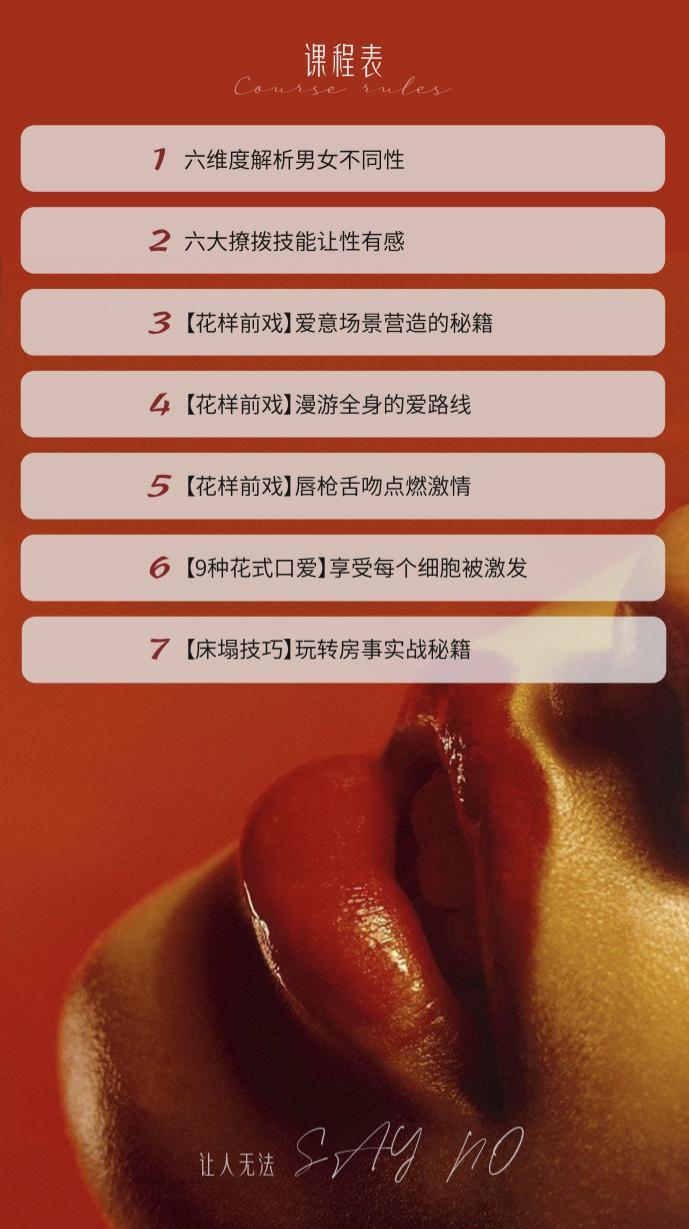 课程表
Course rules
1 六维度解析男女不同性
2 六大撩拨技能让性有感
3 【花样前戏】爱意场景营造的秘籍
4 【花样前戏】漫游全身的爱路线
5 【花样前戏】唇枪舌吻点燃激情
6 【9种花式口爱】享受每个细胞被激发
7 【床塌技巧】玩转房事实战秘籍
让人无法 SAY NO